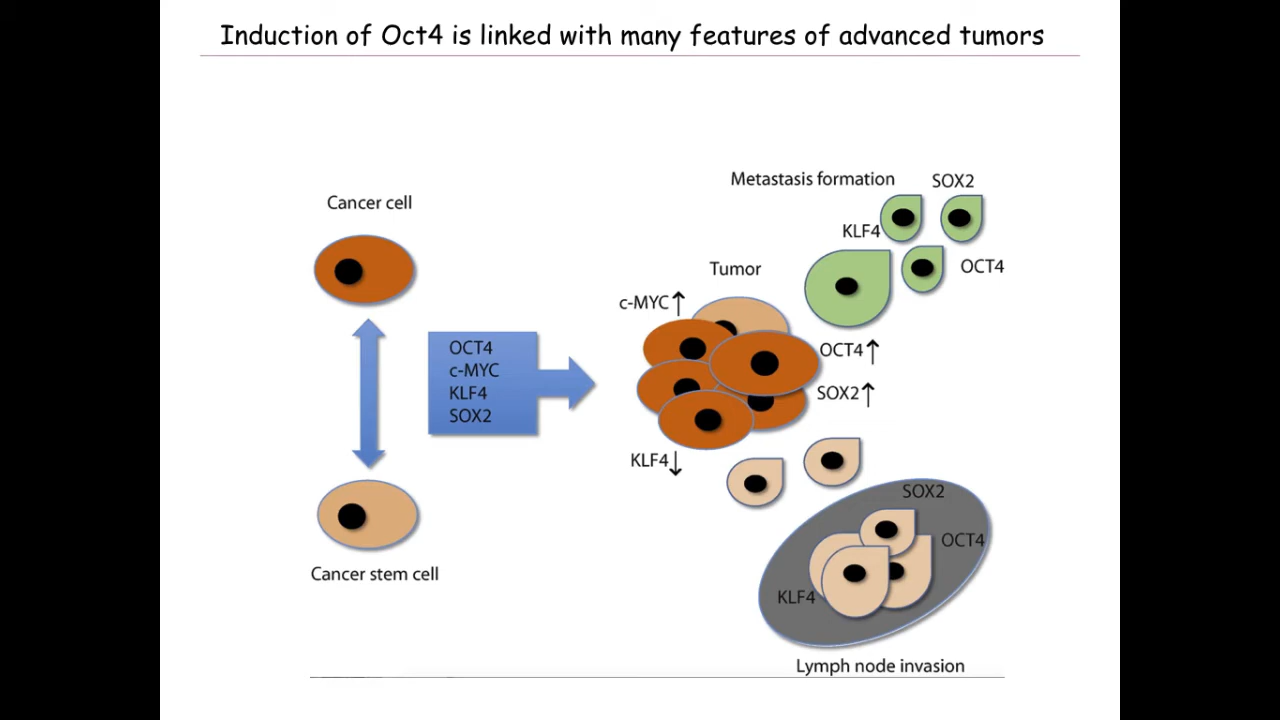 Induction of Oct4 is linked with many features of advanced tumors
Metastasis formation
SOX2
Cancer cell
KLF4
OCT4
Tumor
c-MYC↑
OCT4
c-MYC
KLF4
SOX2
OCT4↑
SOX2↑
KLF4↓
SOX2
OCT4
KLF4
Cancer stem cell
Lymph node invasion